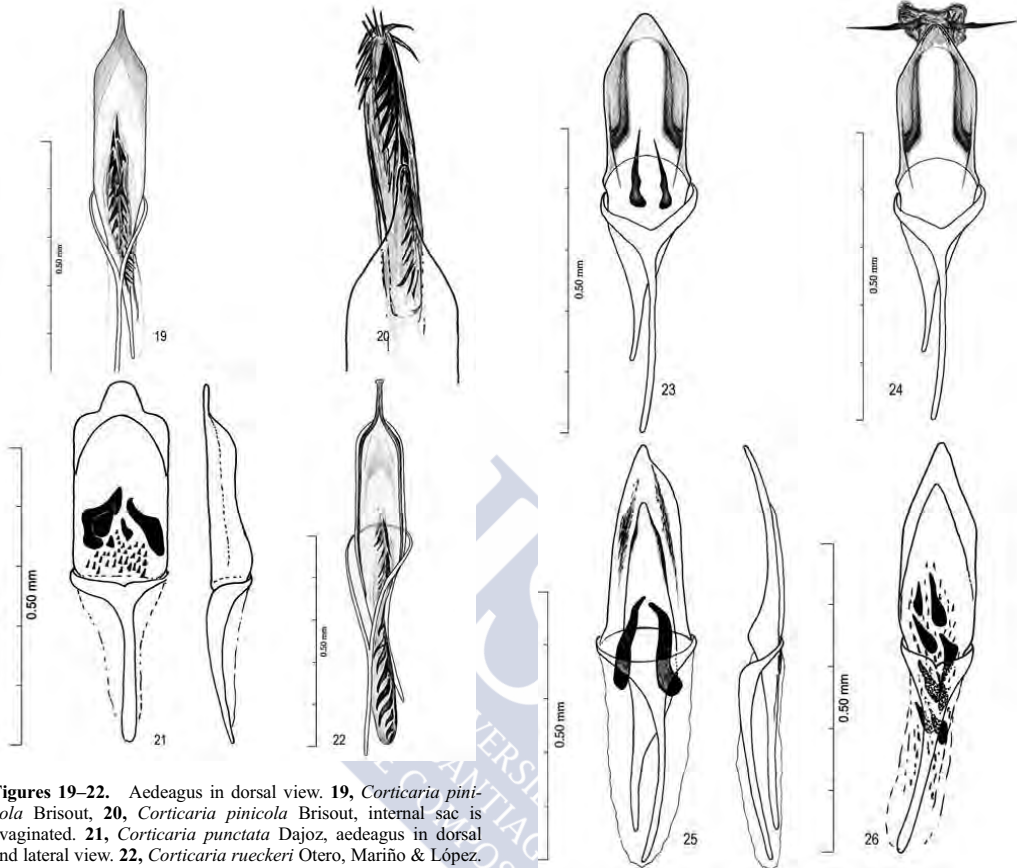 0.50 mm
19
20
0.50 mm
23
0.50 mm
24
0.50 mm
21
0.50 mm
22
0.50 mm
25
0.50 mm
26
Figures 19–22. Aedeagus in dorsal view. 19, Corticaria pini-
cola Brisout, 20, Corticaria pinicola Brisout, internal sac is
vaginated. 21, Corticaria punctata Dajoz, aedeagus in dorsal
nd lateral view. 22, Corticaria rueckeri Otero, Mariño & López.